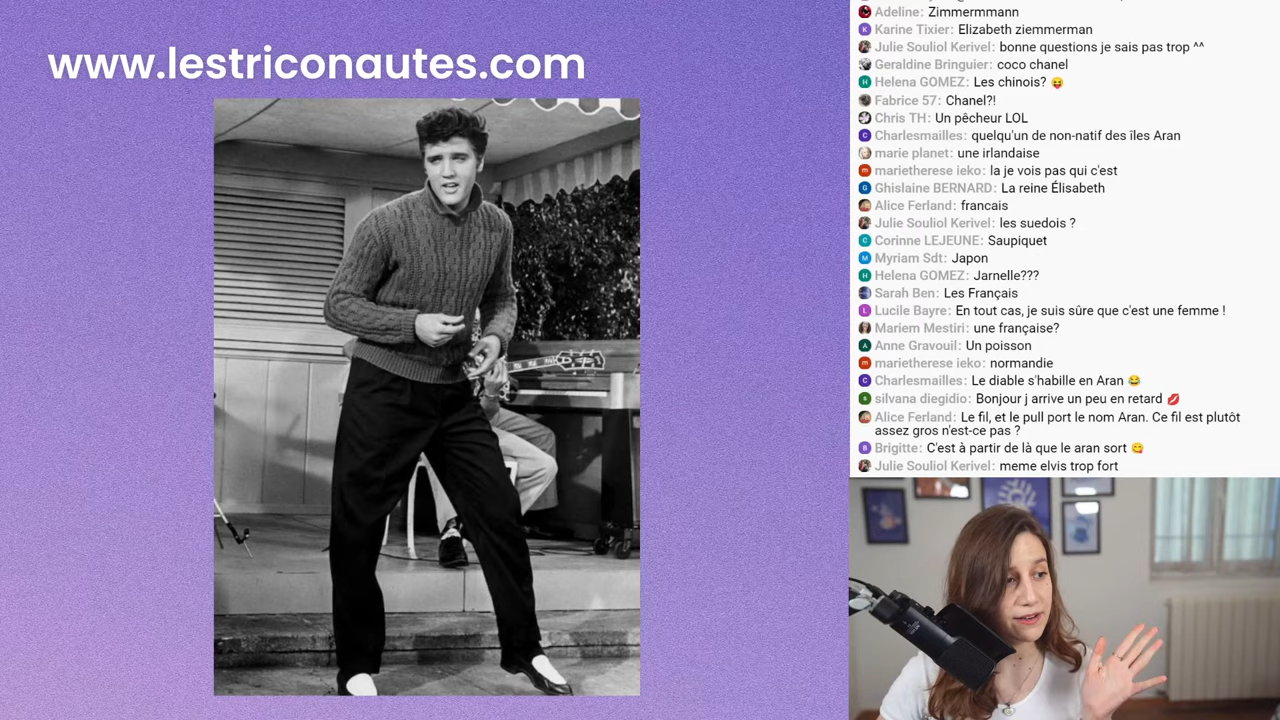 www.lestriconautes.com
Adeline: Zimmermmann
Karine Tixier: Elizabeth ziemmerman
Julie Souliol Kerivel: bonne questions je sais pas trop ^^
Geraldine Bringuier: coco chanel
Helena GOMEZ: Les chinois? 😝
Fabrice 57: Chanel?!
Chris TH: Un pêcheur LOL
Charlesmailles: quelqu'un de non-natif des îles Aran
marie planet: une irlandaise
marietherese ieko: la je vois pas qui c'est
Ghislaine BERNARD: La reine Élisabeth
Alice Ferland: francais
Julie Souliol Kerivel: les suedois ?
Corinne LEJEUNE: Saupiquet
Myriam Sdt: Japon
Helena GOMEZ: Jarnelle???
Sarah Ben: Les Français
Lucile Bayre: En tout cas, je suis sûre que c'est une femme !
Mariem Mestiri: une française?
Anne Gravouil: Un poisson
marietherese ieko: normandie
Charlesmailles: Le diable s'habille en Aran 😂
silvana diegidio: Bonjour j arrive un peu en retard 💋
Alice Ferland: Le fil, et le pull port le nom Aran. Ce fil est plutôt
assez gros n'est-ce pas ?
Brigitte: C'est à partir de là que le aran sort 😋
Julie Souliol Kerivel: meme elvis trop fort